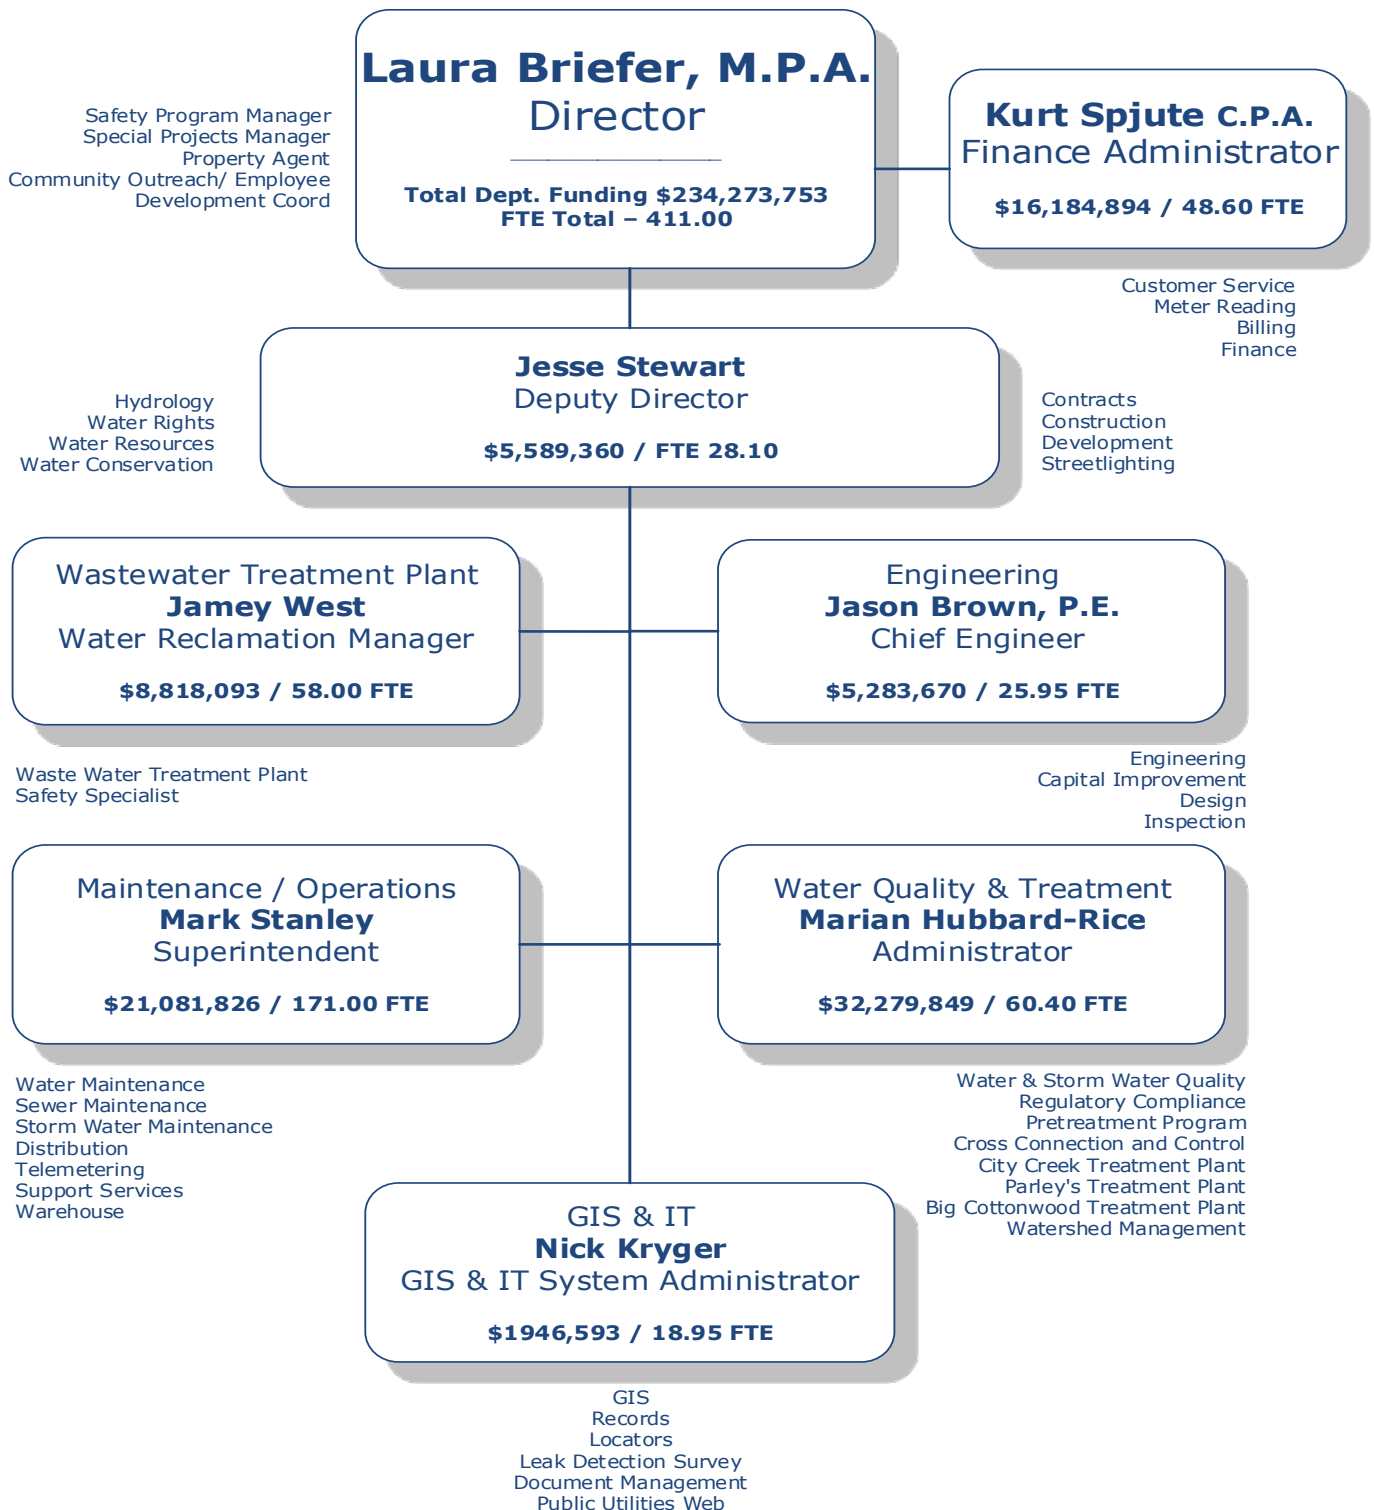 Laura Briefer, M.P.A.
Director
Total Dept. Funding $234,273,753
FTE Total – 411.00
Safety Program Manager
Special Projects Manager
Property Agent
Community Outreach/ Employee
Development Coord
Kurt Spjute C.P.A.
Finance Administrator
$16,184,894 / 48.60 FTE
Customer Service
Meter Reading
Billing
Finance
Jesse Stewart
Deputy Director
$5,589,360 / FTE 28.10
Hydrology
Water Rights
Water Resources
Water Conservation
Contracts
Construction
Development
Streetlighting
Wastewater Treatment Plant
Jamey West
Water Reclamation Manager
$8,818,093 / 58.00 FTE
Waste Water Treatment Plant
Safety Specialist
Engineering
Jason Brown, P.E.
Chief Engineer
$5,283,670 / 25.95 FTE
Engineering
Capital Improvement
Design
Inspection
Maintenance / Operations
Mark Stanley
Superintendent
$21,081,826 / 171.00 FTE
Water Maintenance
Sewer Maintenance
Storm Water Maintenance
Distribution
Telemetering
Support Services
Warehouse
Water Quality & Treatment
Marian Hubbard-Rice
Administrator
$32,279,849 / 60.40 FTE
Water & Storm Water Quality
Regulatory Compliance
Pretreatment Program
Cross Connection and Control
City Creek Treatment Plant
Parley's Treatment Plant
Big Cottonwood Treatment Plant
Watershed Management
GIS & IT
Nick Kryger
GIS & IT System Administrator
$1946,593 / 18.95 FTE
GIS
Records
Locators
Leak Detection Survey
Document Management
Public Utilities Web